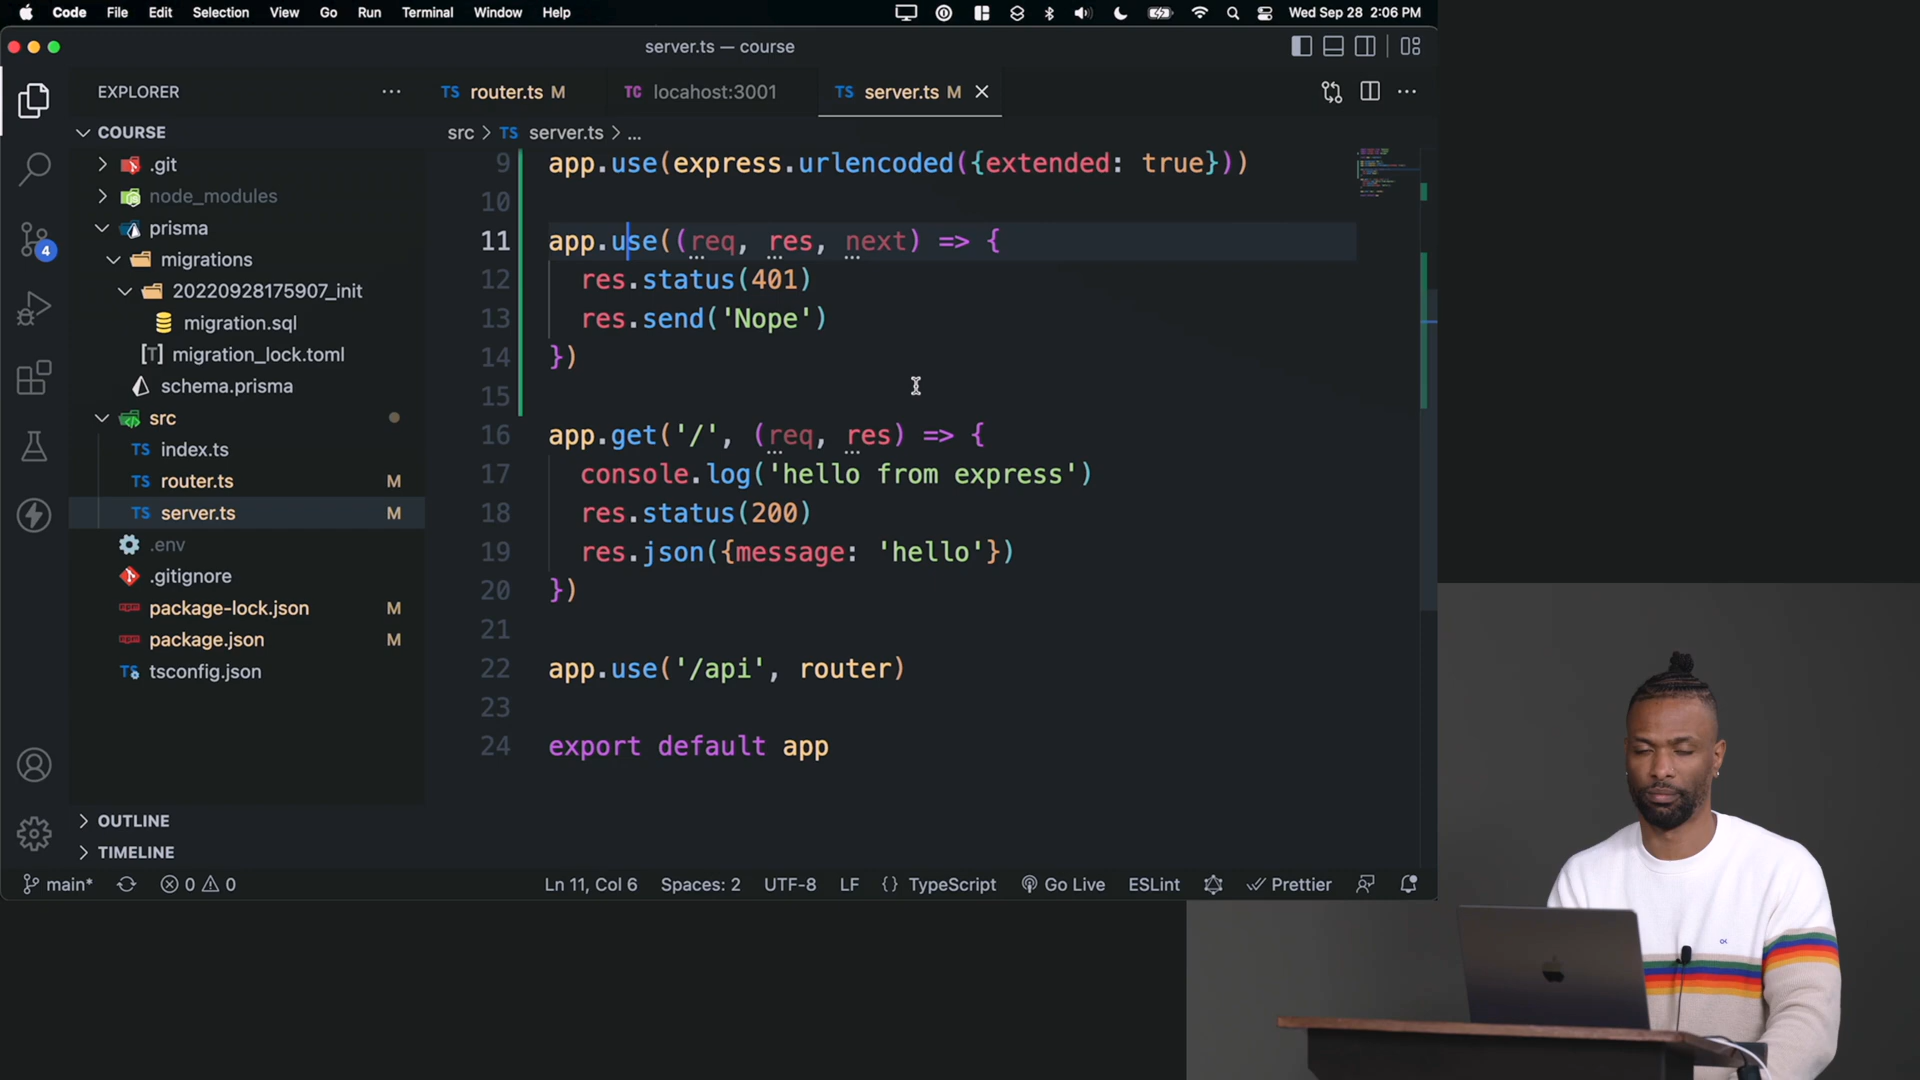 Code File Edit Selection View Go Run Terminal Window Help Wed Sep 28 2:06 PM
server.ts — course
EXPLORER
router.ts M
locahost:3001
server.ts M
COURSE
src > TS server.ts > ...
.git
node_modules
prisma
migrations
20220928175907_init
migration.sql
migration_lock.toml
schema.prisma
src
TS index.ts
TS router.ts M
TS server.ts M
.env
.gitignore
package-lock.json M
package.json M
tsconfig.json
OUTLINE
TIMELINE
9 app.use(express.urlencoded({extended: true}))
10
11 app.use((req, res, next) => {
12 res.status(401)
13 res.send('Nope')
14 })
15
16 app.get('/', (req, res) => {
17 console.log('hello from express')
18 res.status(200)
19 res.json({message: 'hello'})
20 })
21
22 app.use('/api', router)
23
24 export default app
4
main* 0 0 Ln 11, Col 6 Spaces: 2 UTF-8 LF {} TypeScript Go Live ESLint Prettier